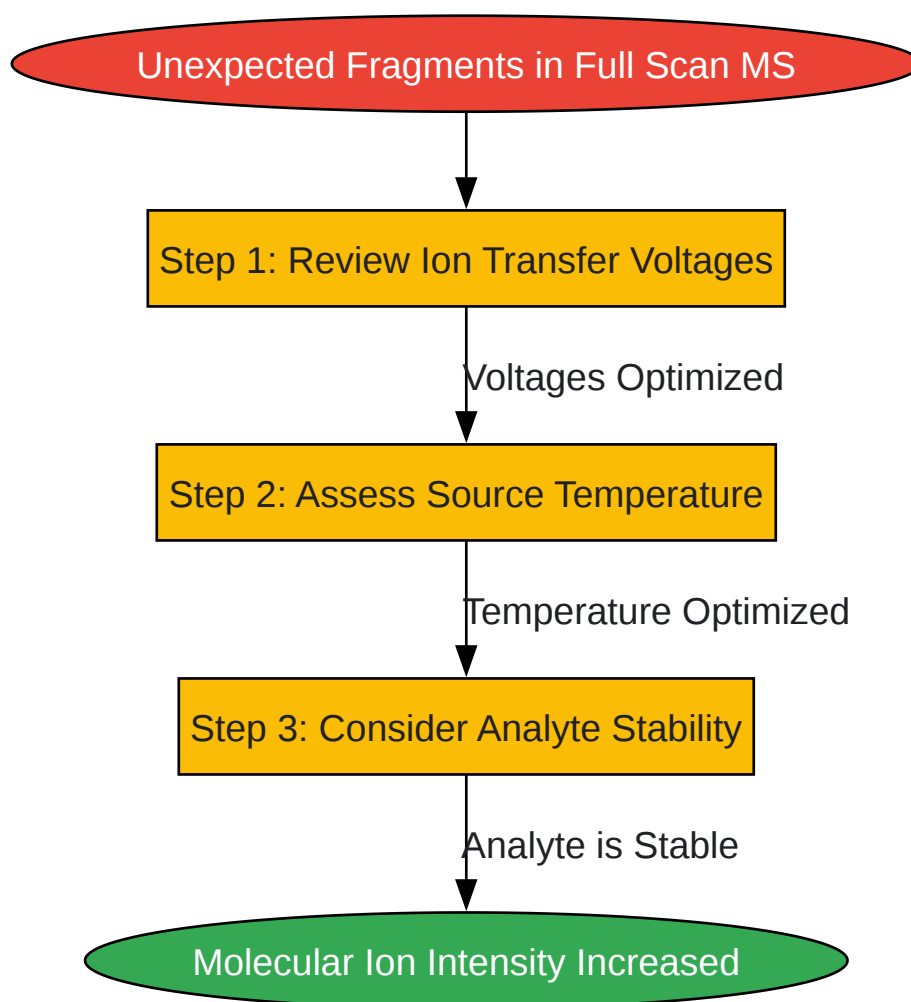 Unexpected Fragments in Full Scan MS
Step 1: Review Ion Transfer Voltages
Voltages Optimized
Step 2: Assess Source Temperature
Temperature Optimized
Step 3: Consider Analyte Stability
Analyte is Stable
Molecular Ion Intensity Increased